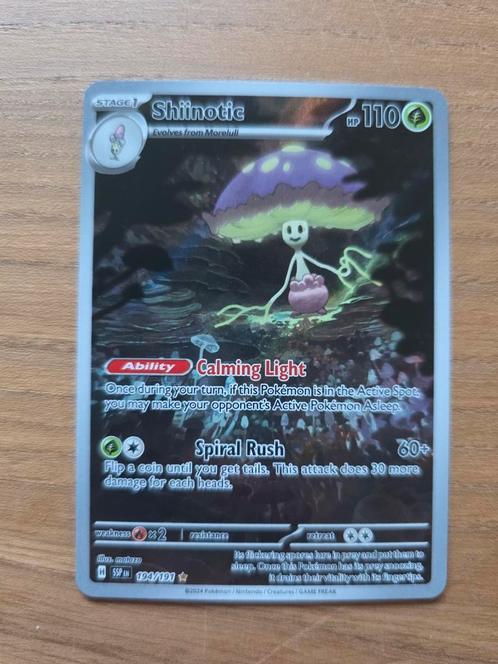 STAGE 1
Shiinotic
HP 110
Evolves from Morelull
Ability Calming Light
Once during your turn, if this Pokémon is in the Active Spot,
you may make your opponent's Active Pokémon Asleep.
Spiral Rush 60+
Flip a coin until you get tails. This attack does 30 more
damage for each heads.
weakness ×2 resistance retreat
Illus. matazo
Its flickering spores lure in prey and put them to
sleep. Once this Pokémon has its prey snoozing,
it drains their vitality with its fingertips.
H SSP EN 194/191
©2024 Pokémon / Nintendo / Creatures / GAME FREAK